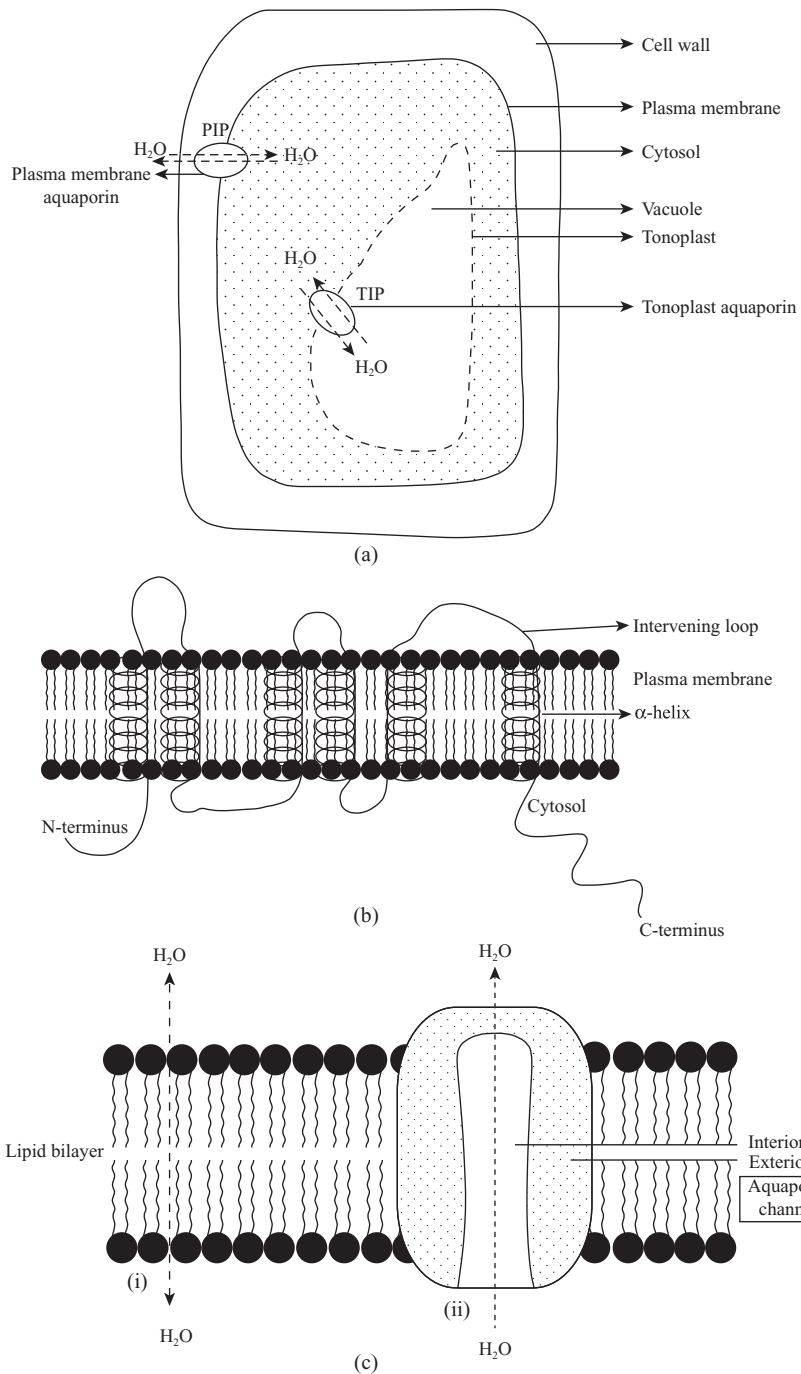 Cell wall
Plasma membrane
PIP
H₂O
H₂O
Cytosol
Plasma membrane
aquaporin
Vacuole
Tonoplast
H₂O
TIP
Tonoplast aquaporin
H₂O
(a)
Intervening loop
Plasma membrane
α-helix
N-terminus
Cytosol
C-terminus
(b)
H₂O
H₂O
Lipid bilayer
(i)
(ii)
H₂O
H₂O
(c)